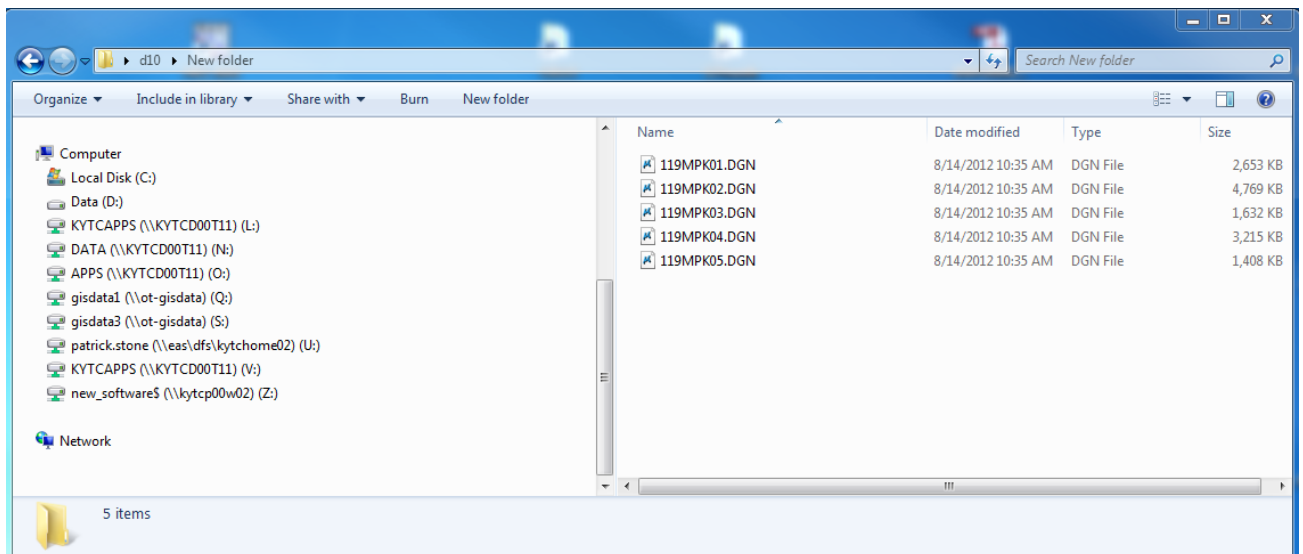 d10 New folder
Search New folder
Organize Include in library Share with Burn New folder
Computer
Local Disk (C:)
Data (D:)
KYTCAPPS (\\KYTCD00T11) (L:)
DATA (\\KYTCD00T11) (N:)
APPS (\\KYTCD00T11) (O:)
gisdata1 (\\ot-gisdata) (Q:)
gisdata3 (\\ot-gisdata) (S:)
patrick.stone (\\eas\dfs\kytchome02) (U:)
KYTCAPPS (\\KYTCD00T11) (V:)
new_software$ (\\kytcp00w02) (Z:)
Network
Name Date modified Type Size
119MPK01.DGN 8/14/2012 10:35 AM DGN File 2,653 KB
119MPK02.DGN 8/14/2012 10:35 AM DGN File 4,769 KB
119MPK03.DGN 8/14/2012 10:35 AM DGN File 1,632 KB
119MPK04.DGN 8/14/2012 10:35 AM DGN File 3,215 KB
119MPK05.DGN 8/14/2012 10:35 AM DGN File 1,408 KB
5 items